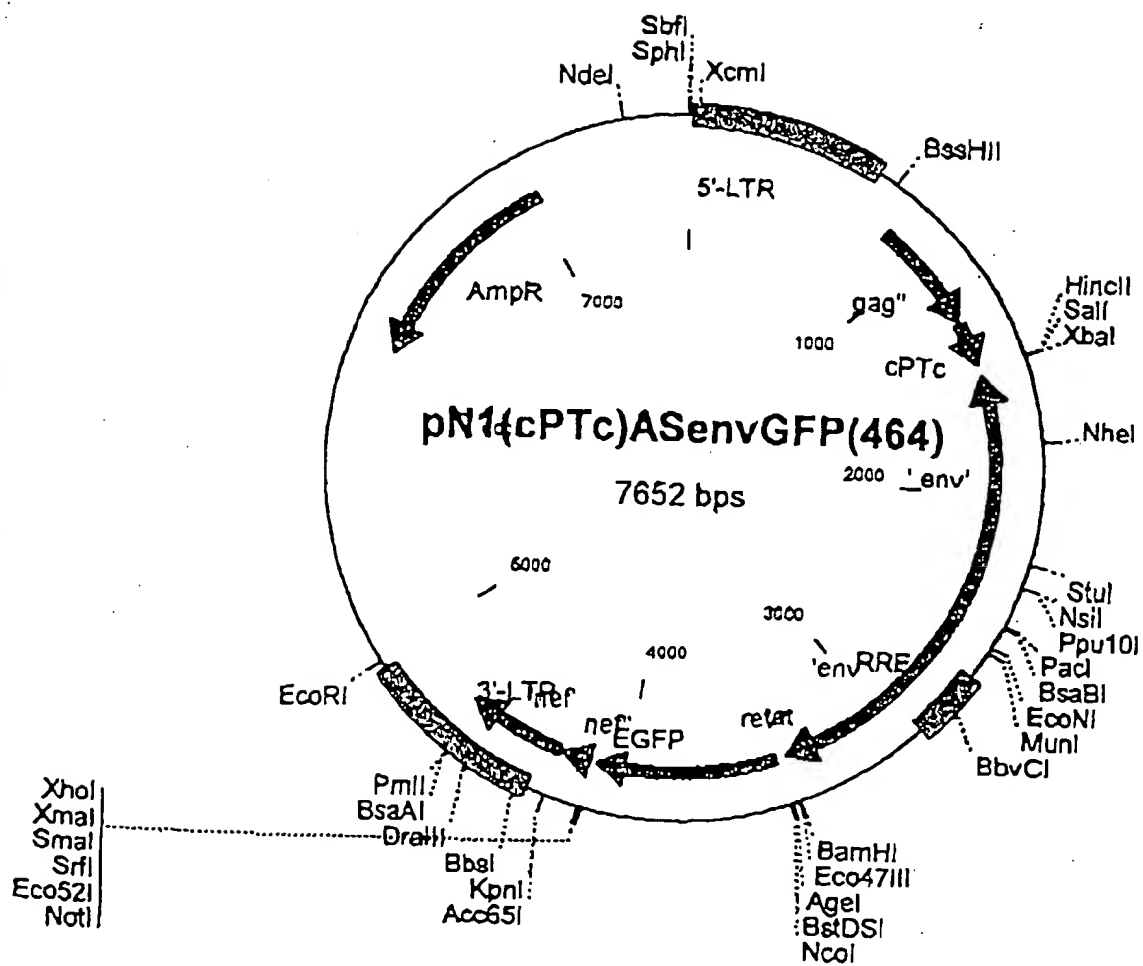 SbfI
SphI
XcmI
NdeI
BssHII
5'-LTR
AmpR
7000
gag"
1000
HincII
SalI
XbaI
cPTc
pN1(cPTc)ASenvGFP(464)
7652 bps
NheI
2000
'_env'
6000
3000
4000
StuI
NsiI
Ppu10I
PacI
BsaBI
EcoNI
MunI
BbvCI
'env
RRE
EcoRI
3'-LTR
nef
nef"
EGFP
PmlI
BsaAI
DraIII
BbsI
KpnI
Acc65I
XhoI
XmaI
SmaI
SrfI
Eco52I
NotI
BamHI
Eco47III
AgeI
BstDSI
NcoI